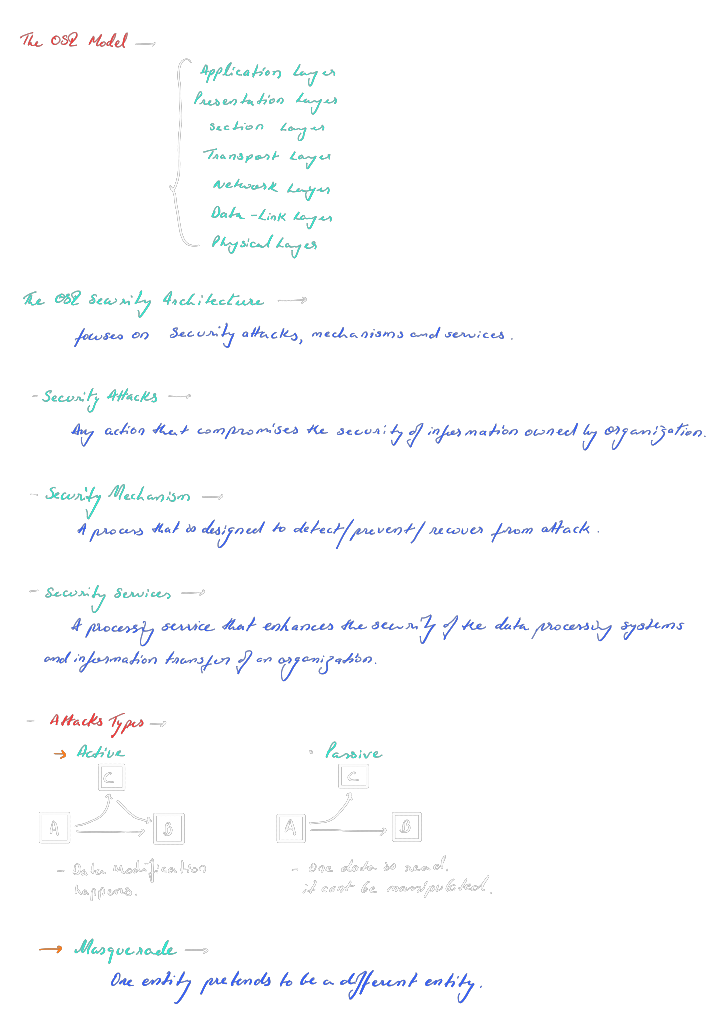 The OSI Model →
Application Layer
Presentation Layer
Section Layer
Transport Layer
Network Layer
Data-Link Layer
Physical Layer
The OSI Security Architecture →
focuses on Security attacks, mechanisms and services.
- Security Attacks →
Any action that compromises the security of information owned by organization.
- Security Mechanism →
A process that is designed to detect/prevent/recover from attack.
- Security Services →
A processing service that enhances the security of the data processing systems
and information transfer of an organization.
- Attacks Types →
→ Active
Passive
C
C
A
B
A
B
- Data modification
happens.
- One data is read,
it cant be manipulated.
→ Masquerade →
One entity pretends to be a different entity.